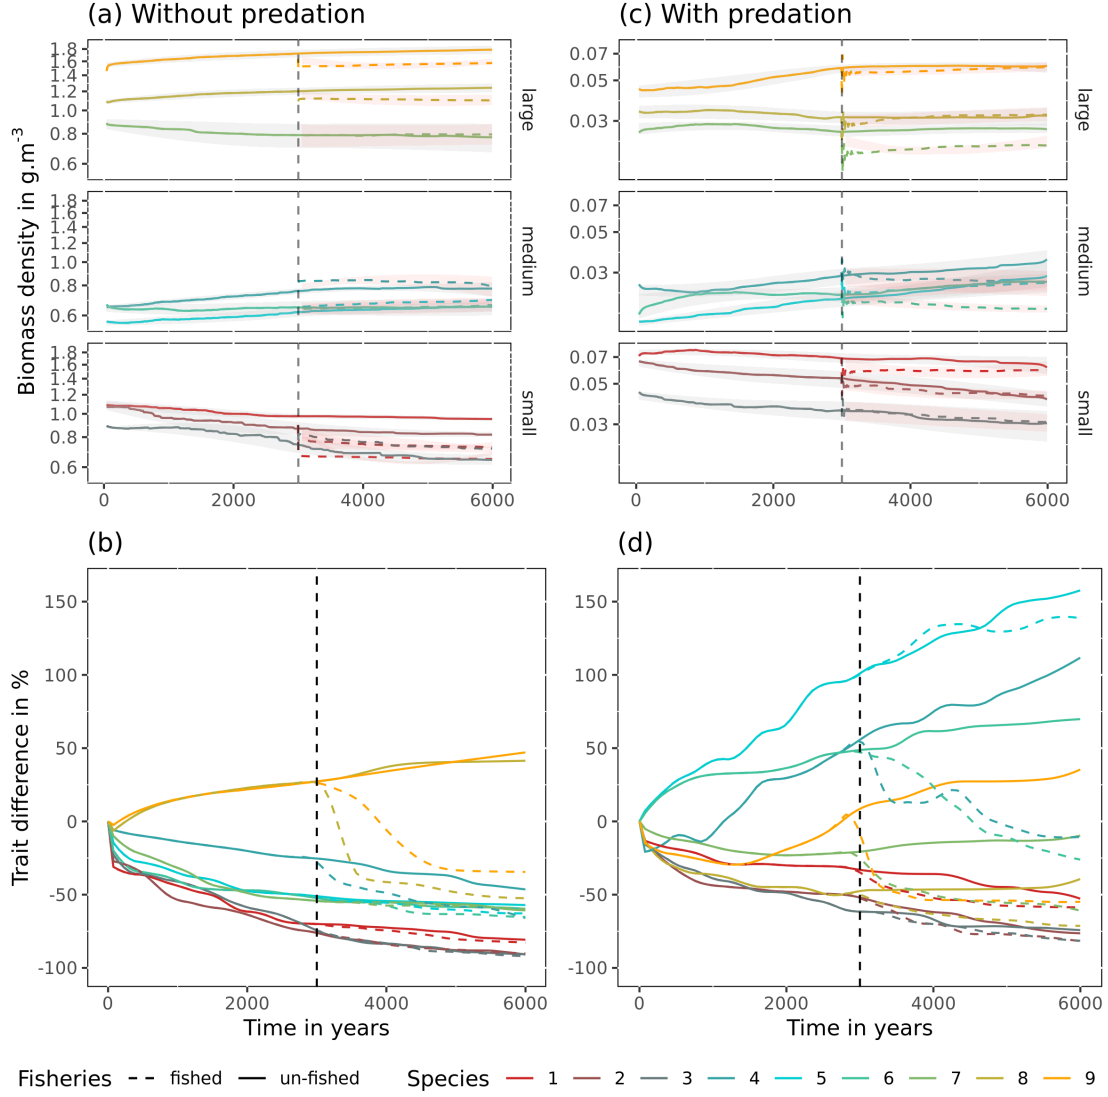 (a) Without predation
(c) With predation
Biomass density in g.m⁻³
1.8
1.6
1.4
1.2
1.0
0.8
0.6
large
0.07
0.05
0.03
large
1.8
1.6
1.4
1.2
1.0
0.8
0.6
medium
0.07
0.05
0.03
medium
1.8
1.6
1.4
1.2
1.0
0.8
0.6
small
0.07
0.05
0.03
small
0 2000 4000 6000
0 2000 4000 6000
(b)
(d)
Trait difference in %
150
100
50
0
-50
-100
150
100
50
0
-50
-100
0 2000 4000 6000
0 2000 4000 6000
Time in years
Time in years
Fisheries fished un-fished Species 1 2 3 4 5 6 7 8 9